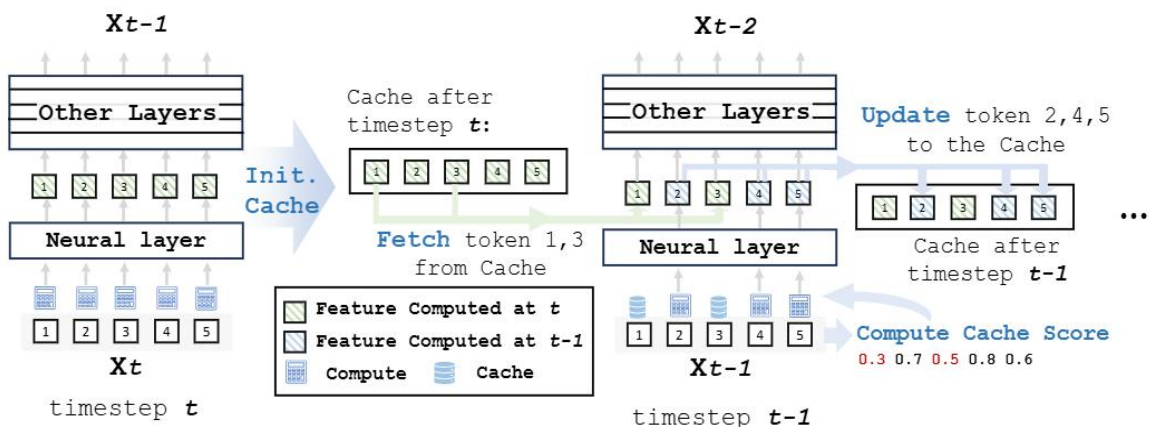 Xt-1
Other Layers
1 2 3 4 5
Neural layer
1 2 3 4 5
Xt
timestep t
Init.
Cache
Cache after
timestep t:
1 2 3 4 5
Fetch token 1,3
from Cache
Feature Computed at t
Feature Computed at t-1
Compute Cache
Xt-2
Other Layers
1 2 3 4 5
Neural layer
1 2 3 4 5
Xt-1
timestep t-1
Update token 2,4,5
to the Cache
1 2 3 4 5
Cache after
timestep t-1
Compute Cache Score
0.3 0.7 0.5 0.8 0.6
...